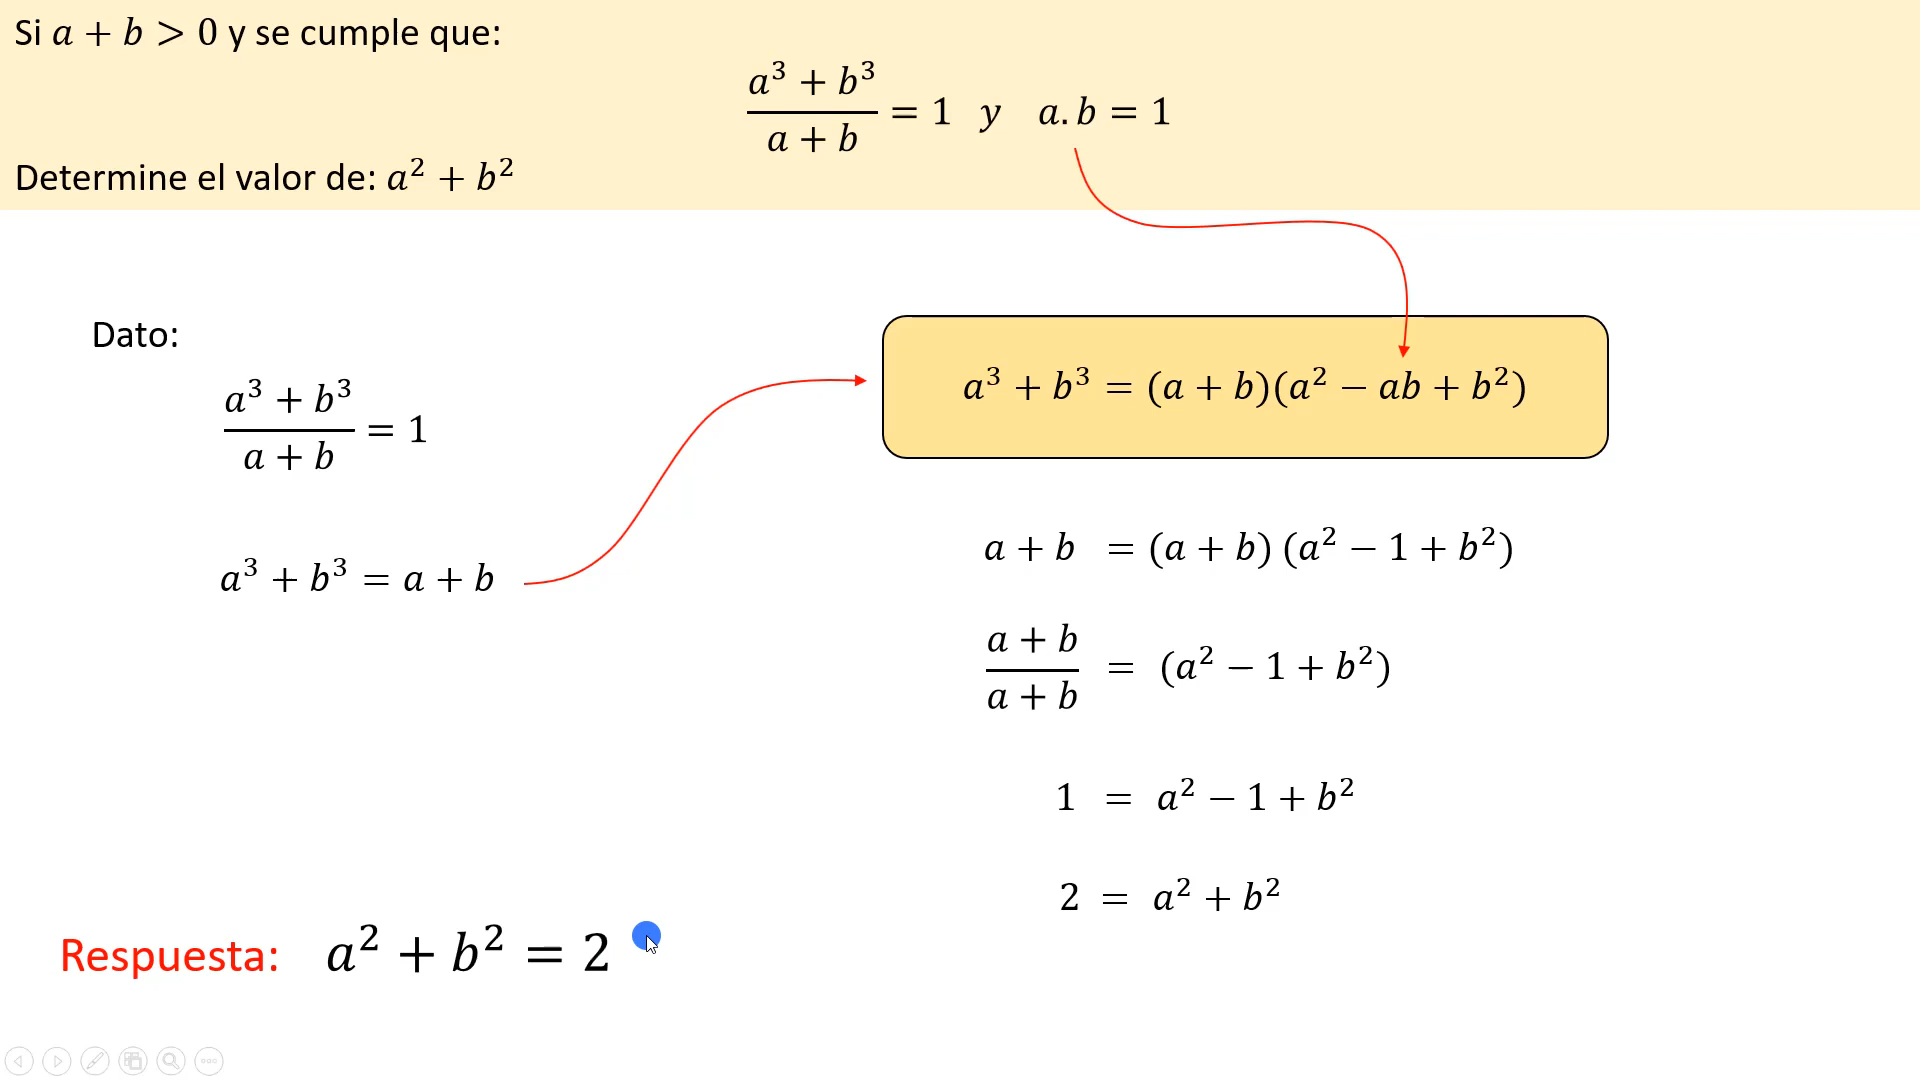 Si a + b > 0 y se cumple que:
a³ + b³ / a + b = 1 y a.b = 1
Determine el valor de: a² + b²
Dato:
a³ + b³ / a + b = 1
a³ + b³ = a + b
a³ + b³ = (a + b)(a² − ab + b²)
a + b = (a + b) (a² − 1 + b²)
a + b / a + b = (a² − 1 + b²)
1 = a² − 1 + b²
2 = a² + b²
Respuesta: a² + b² = 2